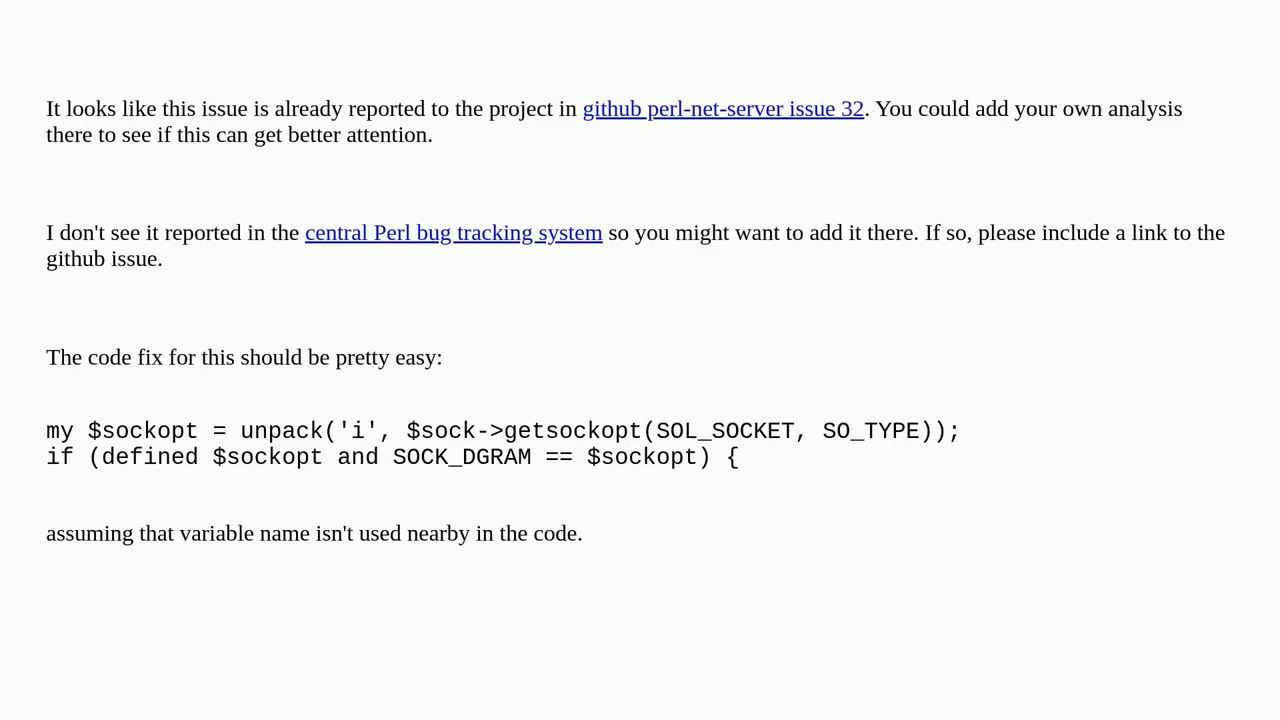 It looks like this issue is already reported to the project in github perl-net-server issue 32. You could add your own analysis
there to see if this can get better attention.
I don't see it reported in the central Perl bug tracking system so you might want to add it there. If so, please include a link to the
github issue.
The code fix for this should be pretty easy:
my $sockopt = unpack('i', $sock->getsockopt(SOL_SOCKET, SO_TYPE));
if (defined $sockopt and SOCK_DGRAM == $sockopt) {
assuming that variable name isn't used nearby in the code.